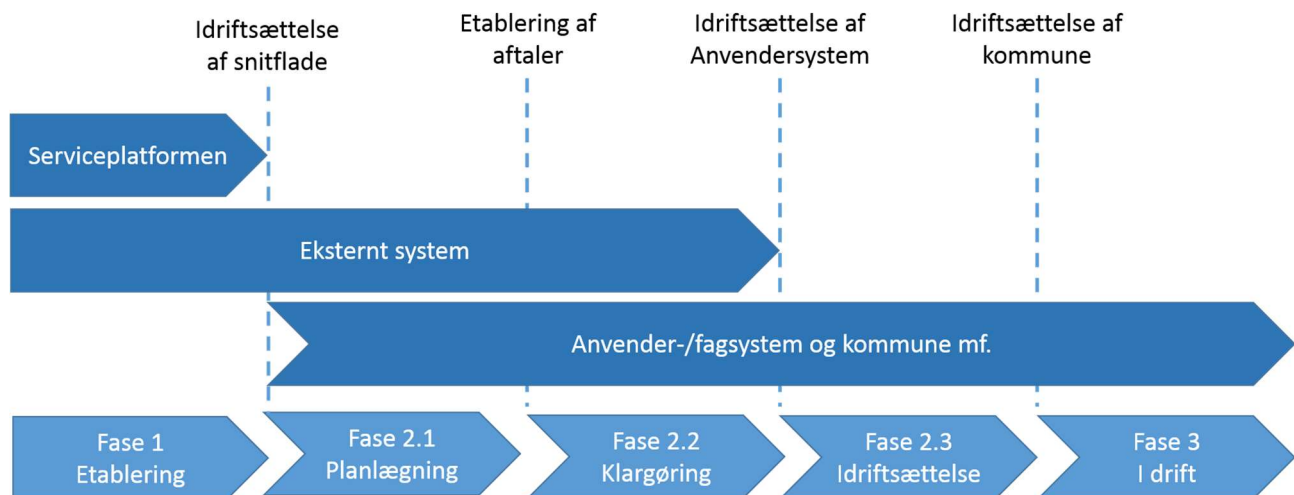 Idriftsættelse
af snitflade
Etablering af
aftaler
Idriftsættelse af
Anvendersystem
Idriftsættelse af
kommune
Serviceplatformen
Eksternt system
Anvender-/fagsystem og kommune mf.
Fase 1
Etablering
Fase 2.1
Planlægning
Fase 2.2
Klargøring
Fase 2.3
Idriftsættelse
Fase 3
I drift